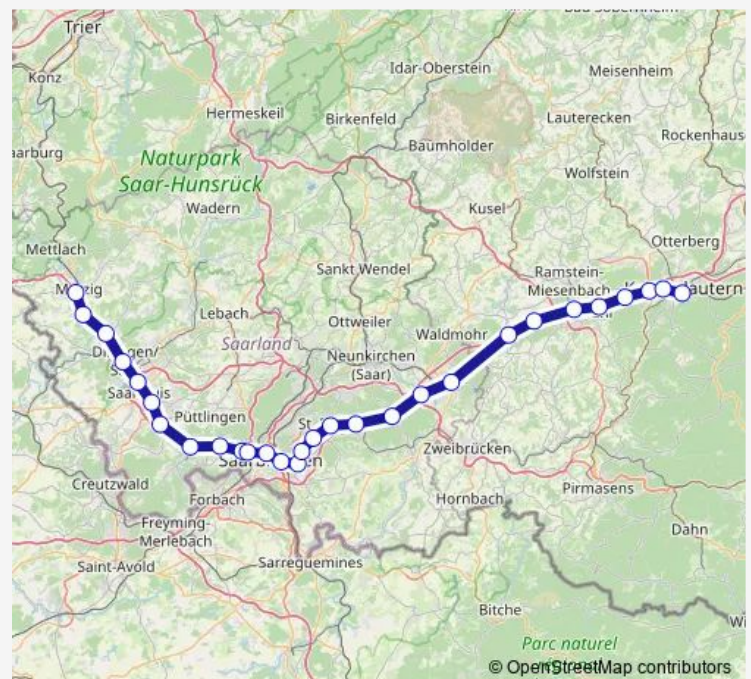 Trier
Konz
Idar-Oberstein
Meisenheim
Hermeskeil
Birkenfeld
Lauterecken
Baumholder
Rockenhaus
aarburg
Naturpark
Saar-Hunsrück
Wolfstein
Wadern
Kusel
Mettlach
Otterberg
Sankt Wendel
Ramstein-
Miesenbach
Lebach
Ottweiler
Waldmohr
Saarland
Neunkirchen
(Saar)
Püttlingen
Zweibrücken
Creutzwald
Forbach
Pirmasens
Hornbach
Freyming-
Merlebach
Dahn
Saint-Avold
Sarreguemines
Bitche
Parc naturel
© OpenStreetMap contributors